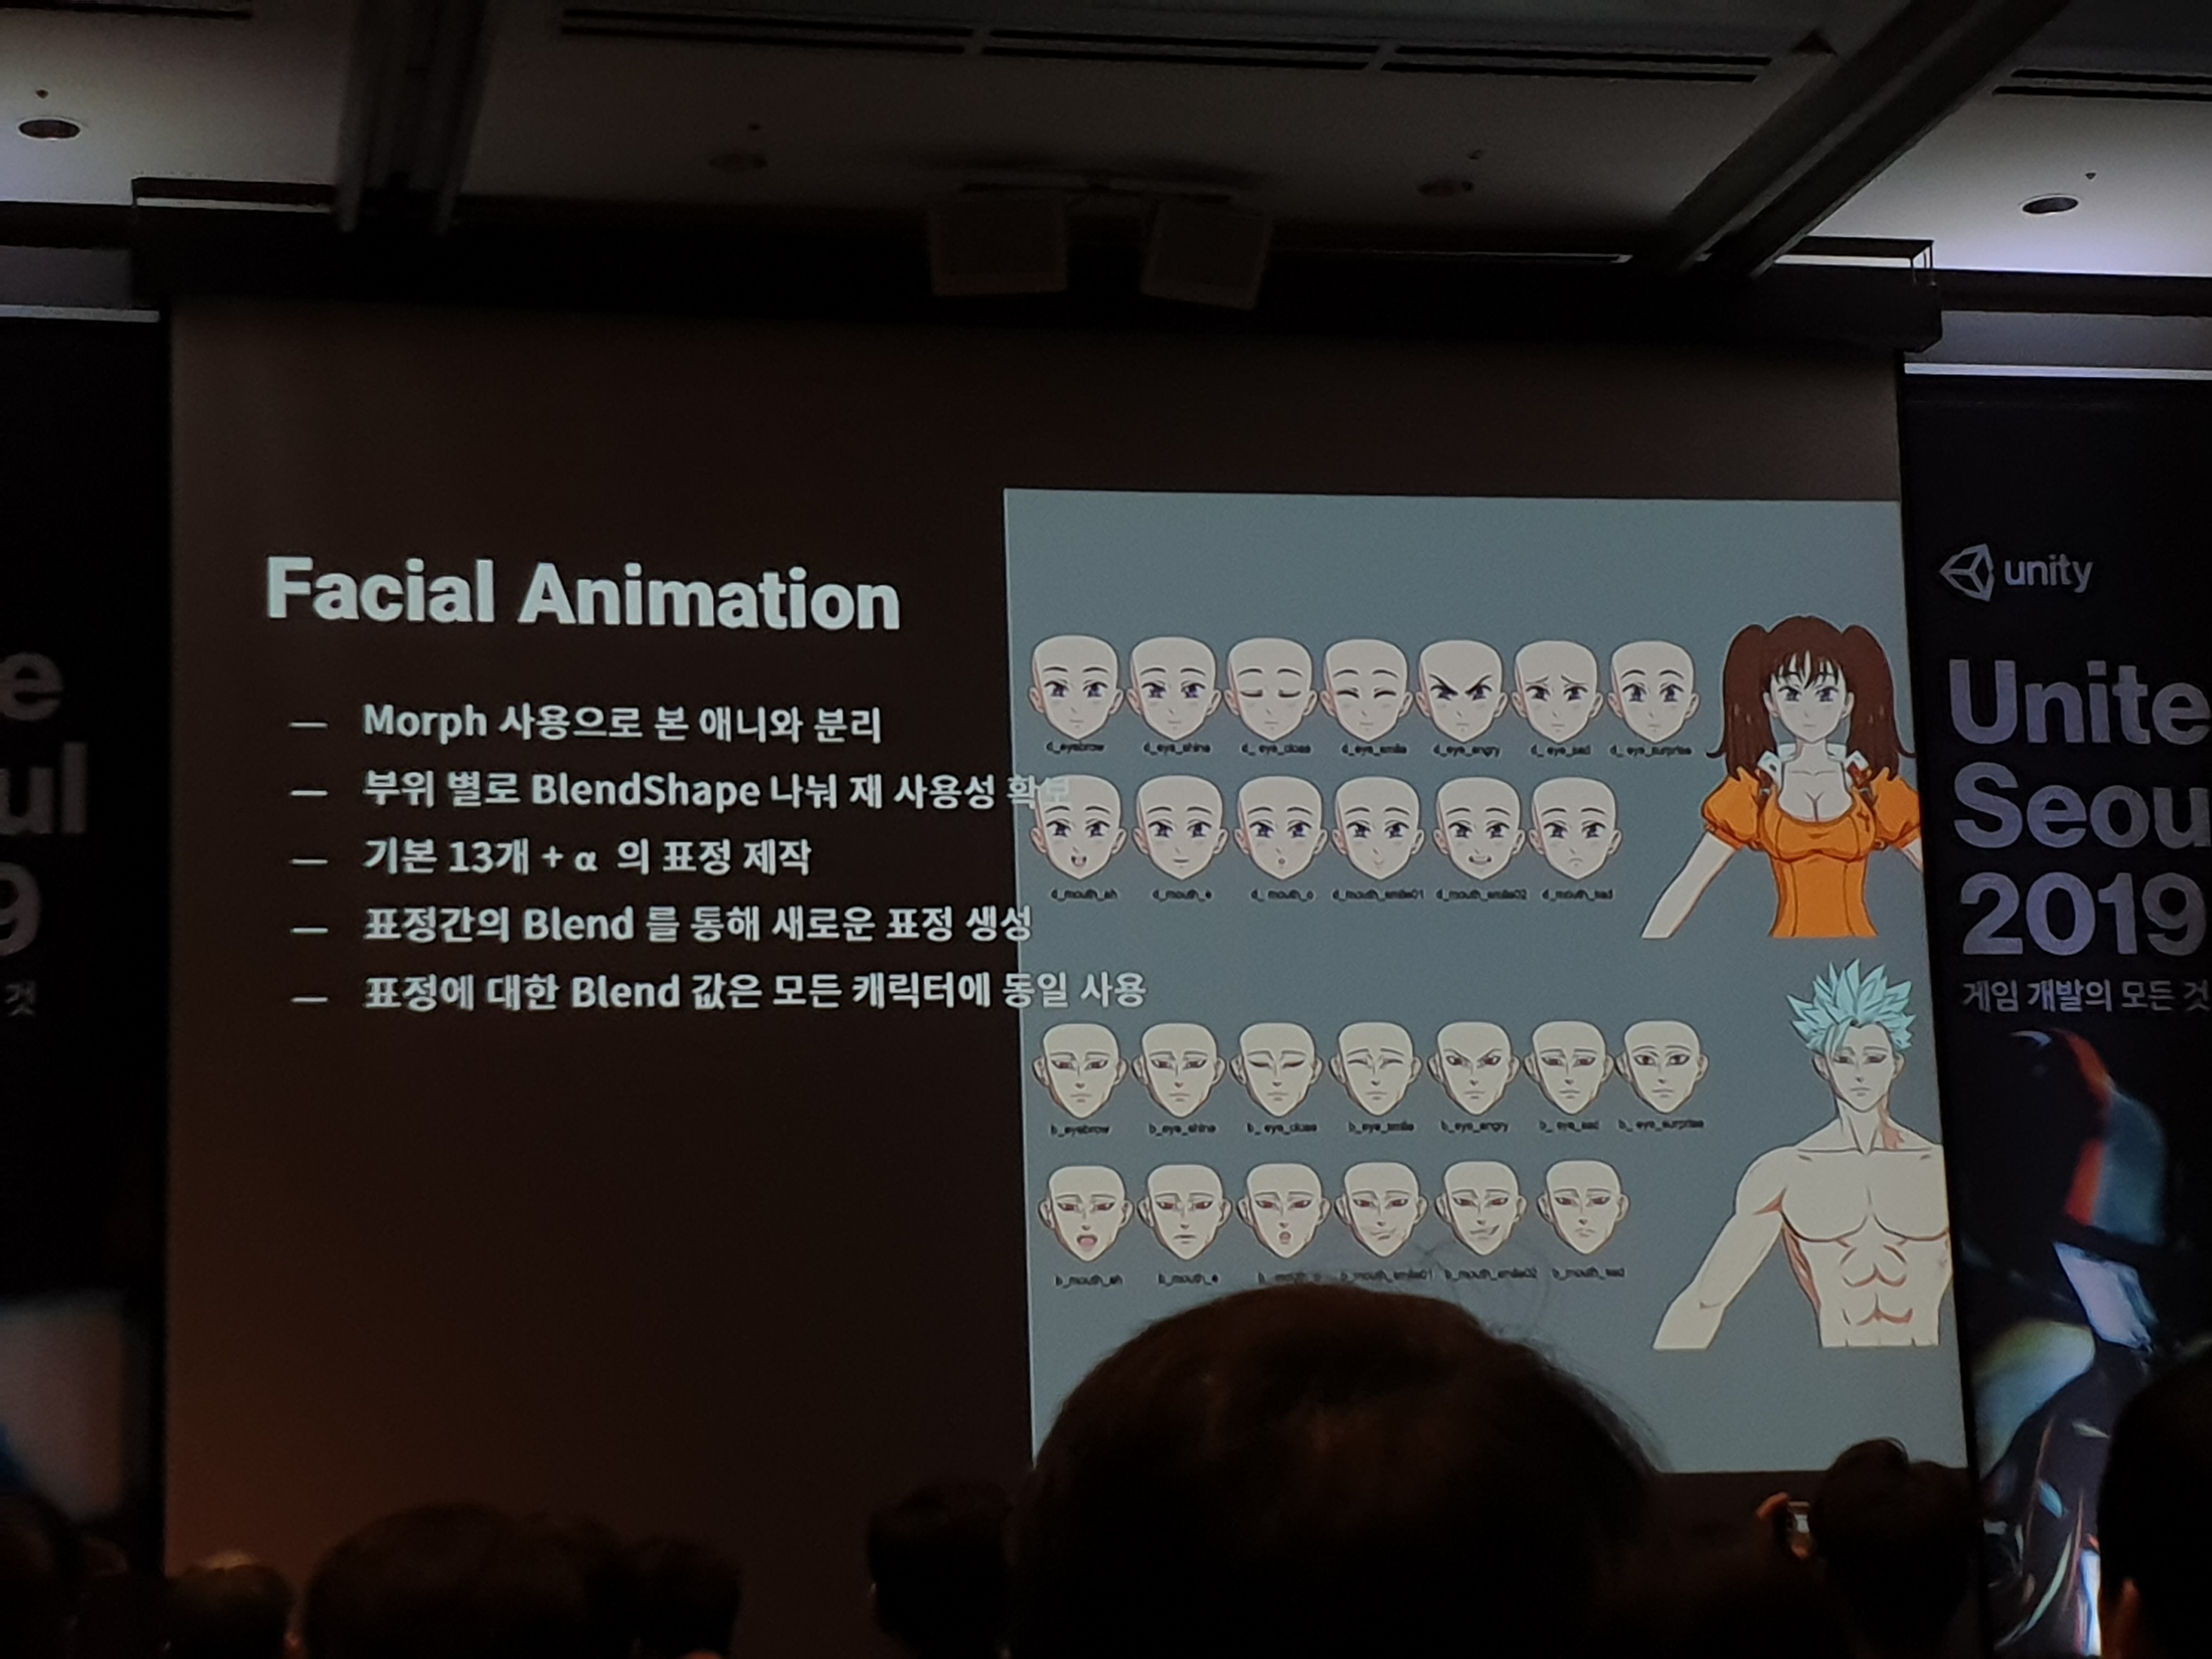 Facial Animation
— Morph 사용으로 본 애니와 분리
— 부위 별로 BlendShape 나눠 재 사용성 확보
— 기본 13개 + α 의 표정 제작
— 표정간의 Blend 를 통해 새로운 표정 생성
— 표정에 대한 Blend 값은 모든 캐릭터에 동일 사용
d_eyebrow d_eye_shine d_eye_close d_eye_smile d_eye_angry d_eye_sad d_eye_surprise
d_mouth_ah d_mouth_e d_mouth_o d_mouth_smile01 d_mouth_smile02 d_mouth_sad
b_eyebrow b_eye_shine b_eye_close b_eye_smile b_eye_angry b_eye_sad b_eye_surprise
b_mouth_ah b_mouth_e b_mouth_o b_mouth_smile01 b_mouth_smile02 b_mouth_sad
unity
Unite
Seou
2019
게임 개발의 모든 것
e
ul
9
것